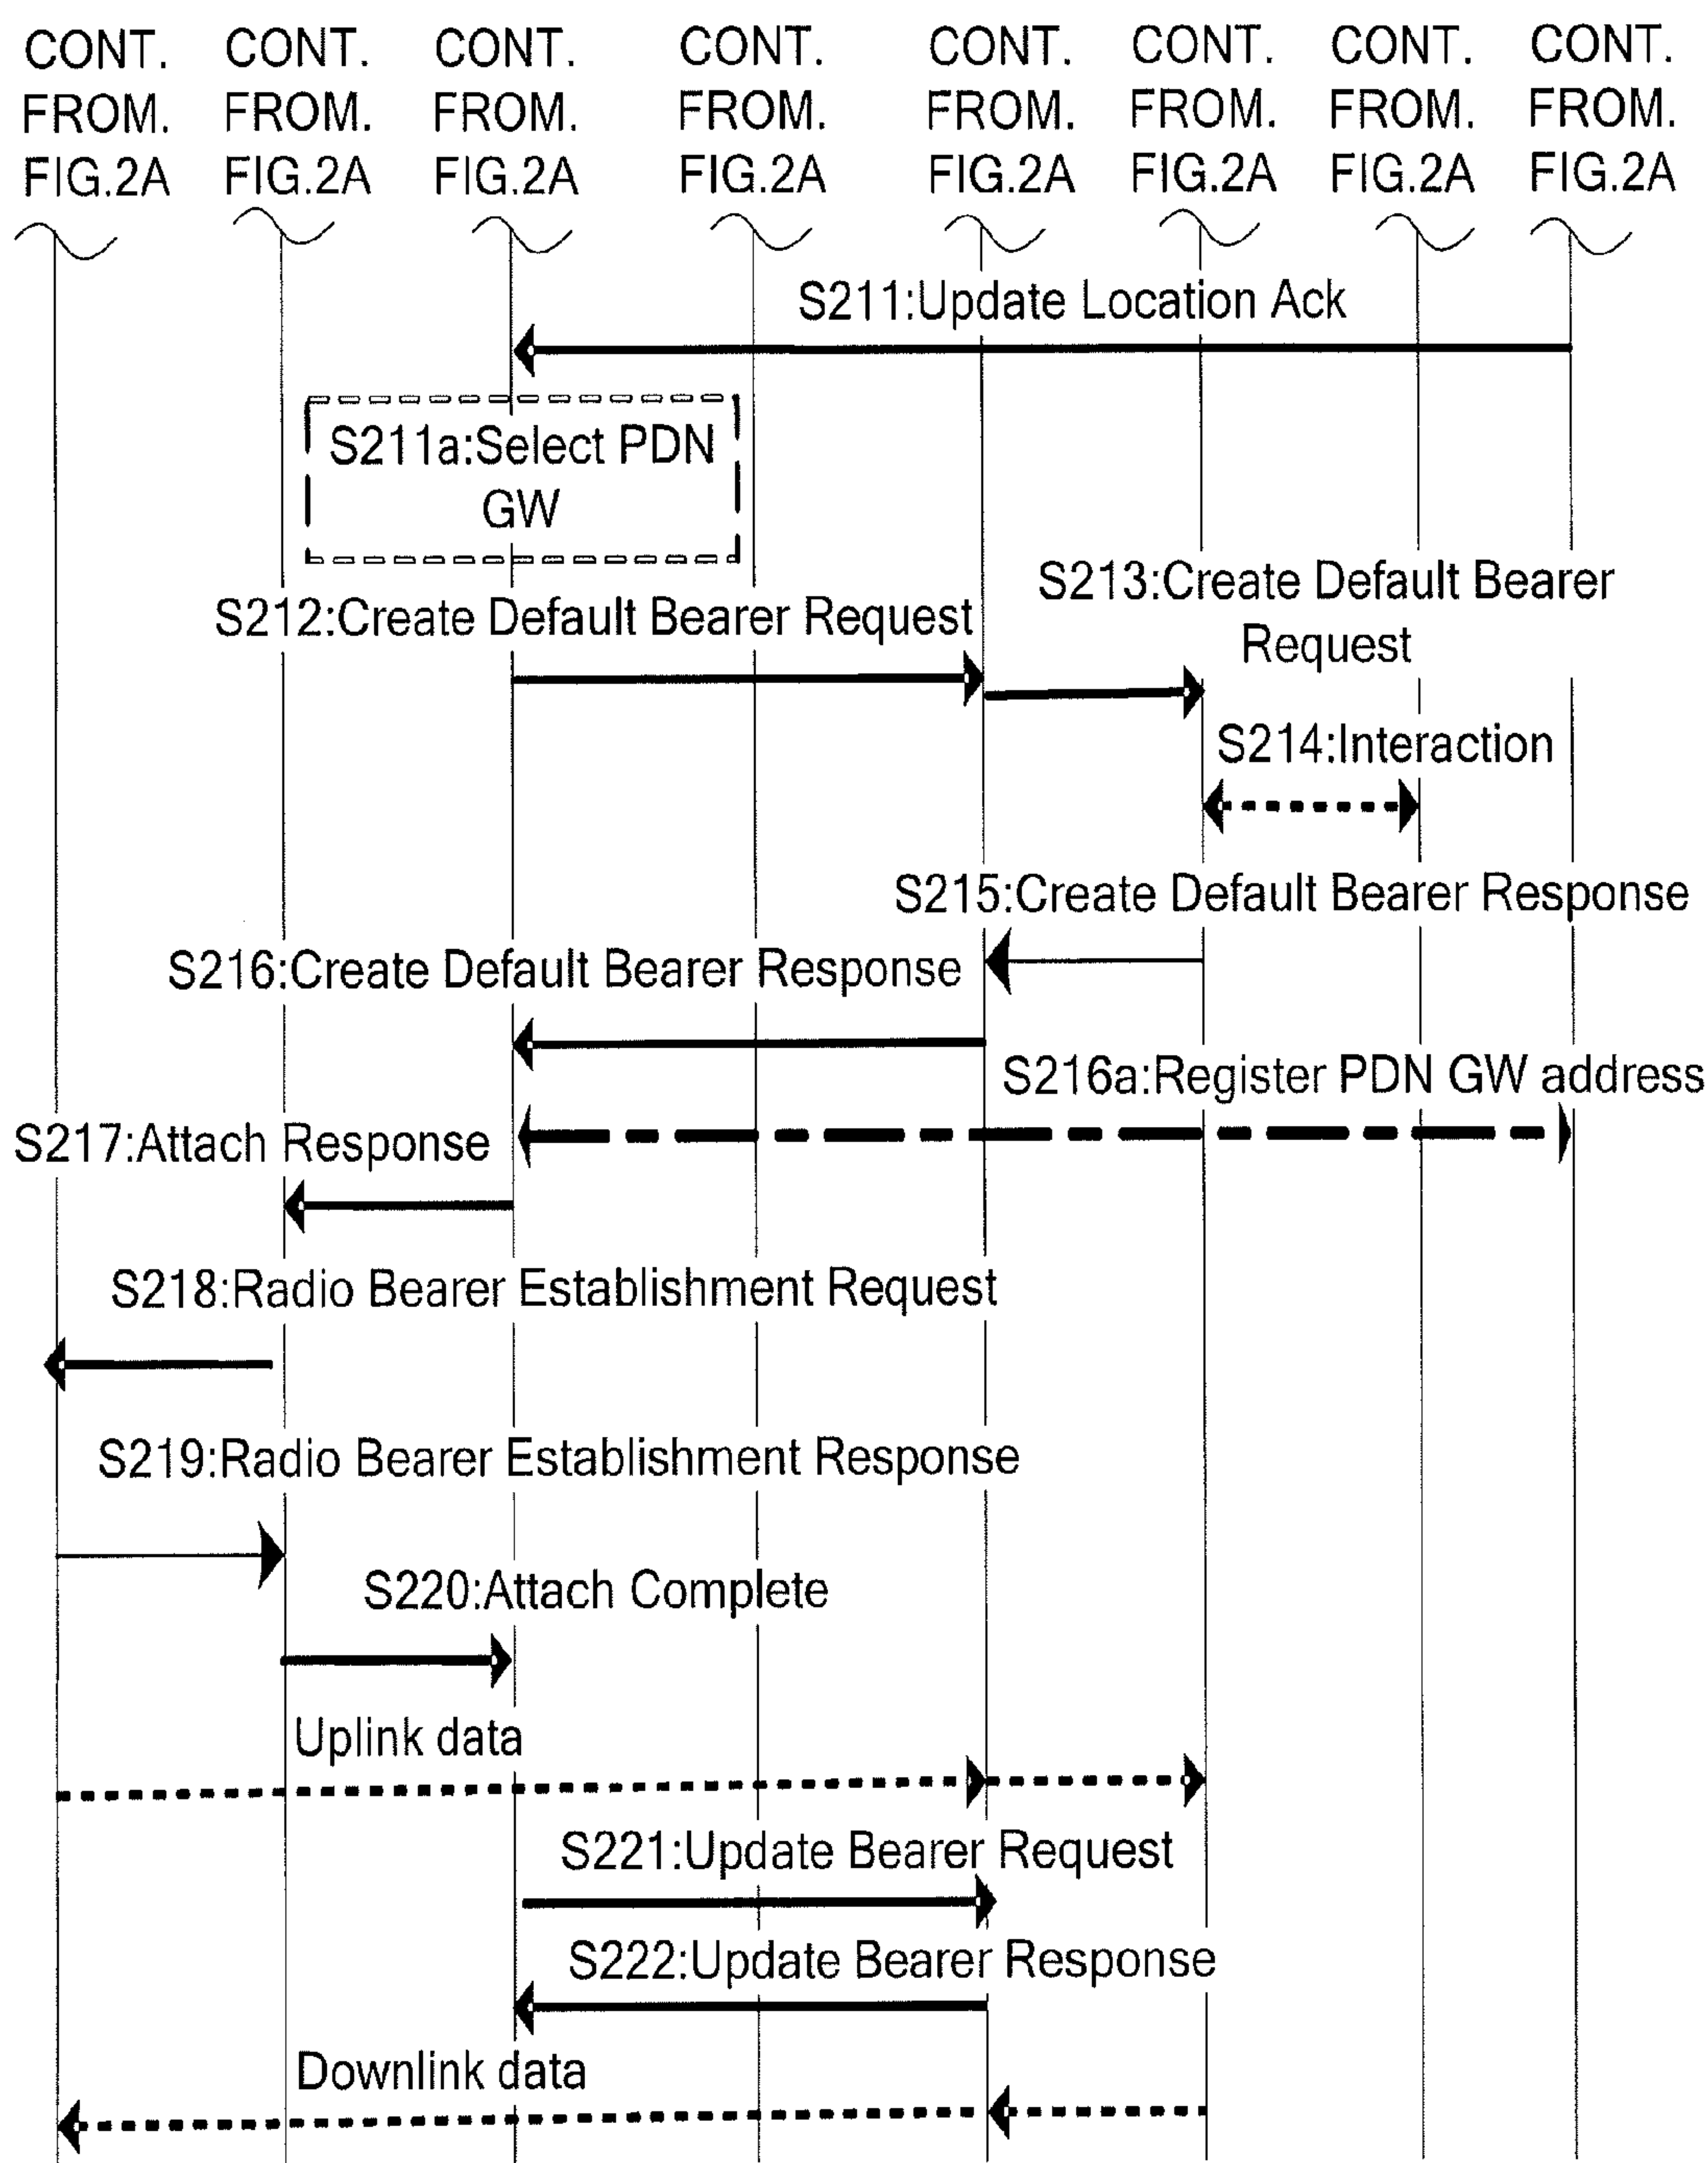 CONT. CONT. CONT. CONT. CONT. CONT. CONT. CONT.
FROM. FROM. FROM. FROM. FROM. FROM. FROM. FROM.
FIG.2A FIG.2A FIG.2A FIG.2A FIG.2A FIG.2A FIG.2A FIG.2A
S211:Update Location Ack
S211a:Select PDN
GW
S212:Create Default Bearer Request
S213:Create Default Bearer
Request
S214:Interaction
S215:Create Default Bearer Response
S216:Create Default Bearer Response
S216a:Register PDN GW address
S217:Attach Response
S218:Radio Bearer Establishment Request
S219:Radio Bearer Establishment Response
S220:Attach Complete
Uplink data
S221:Update Bearer Request
S222:Update Bearer Response
Downlink data